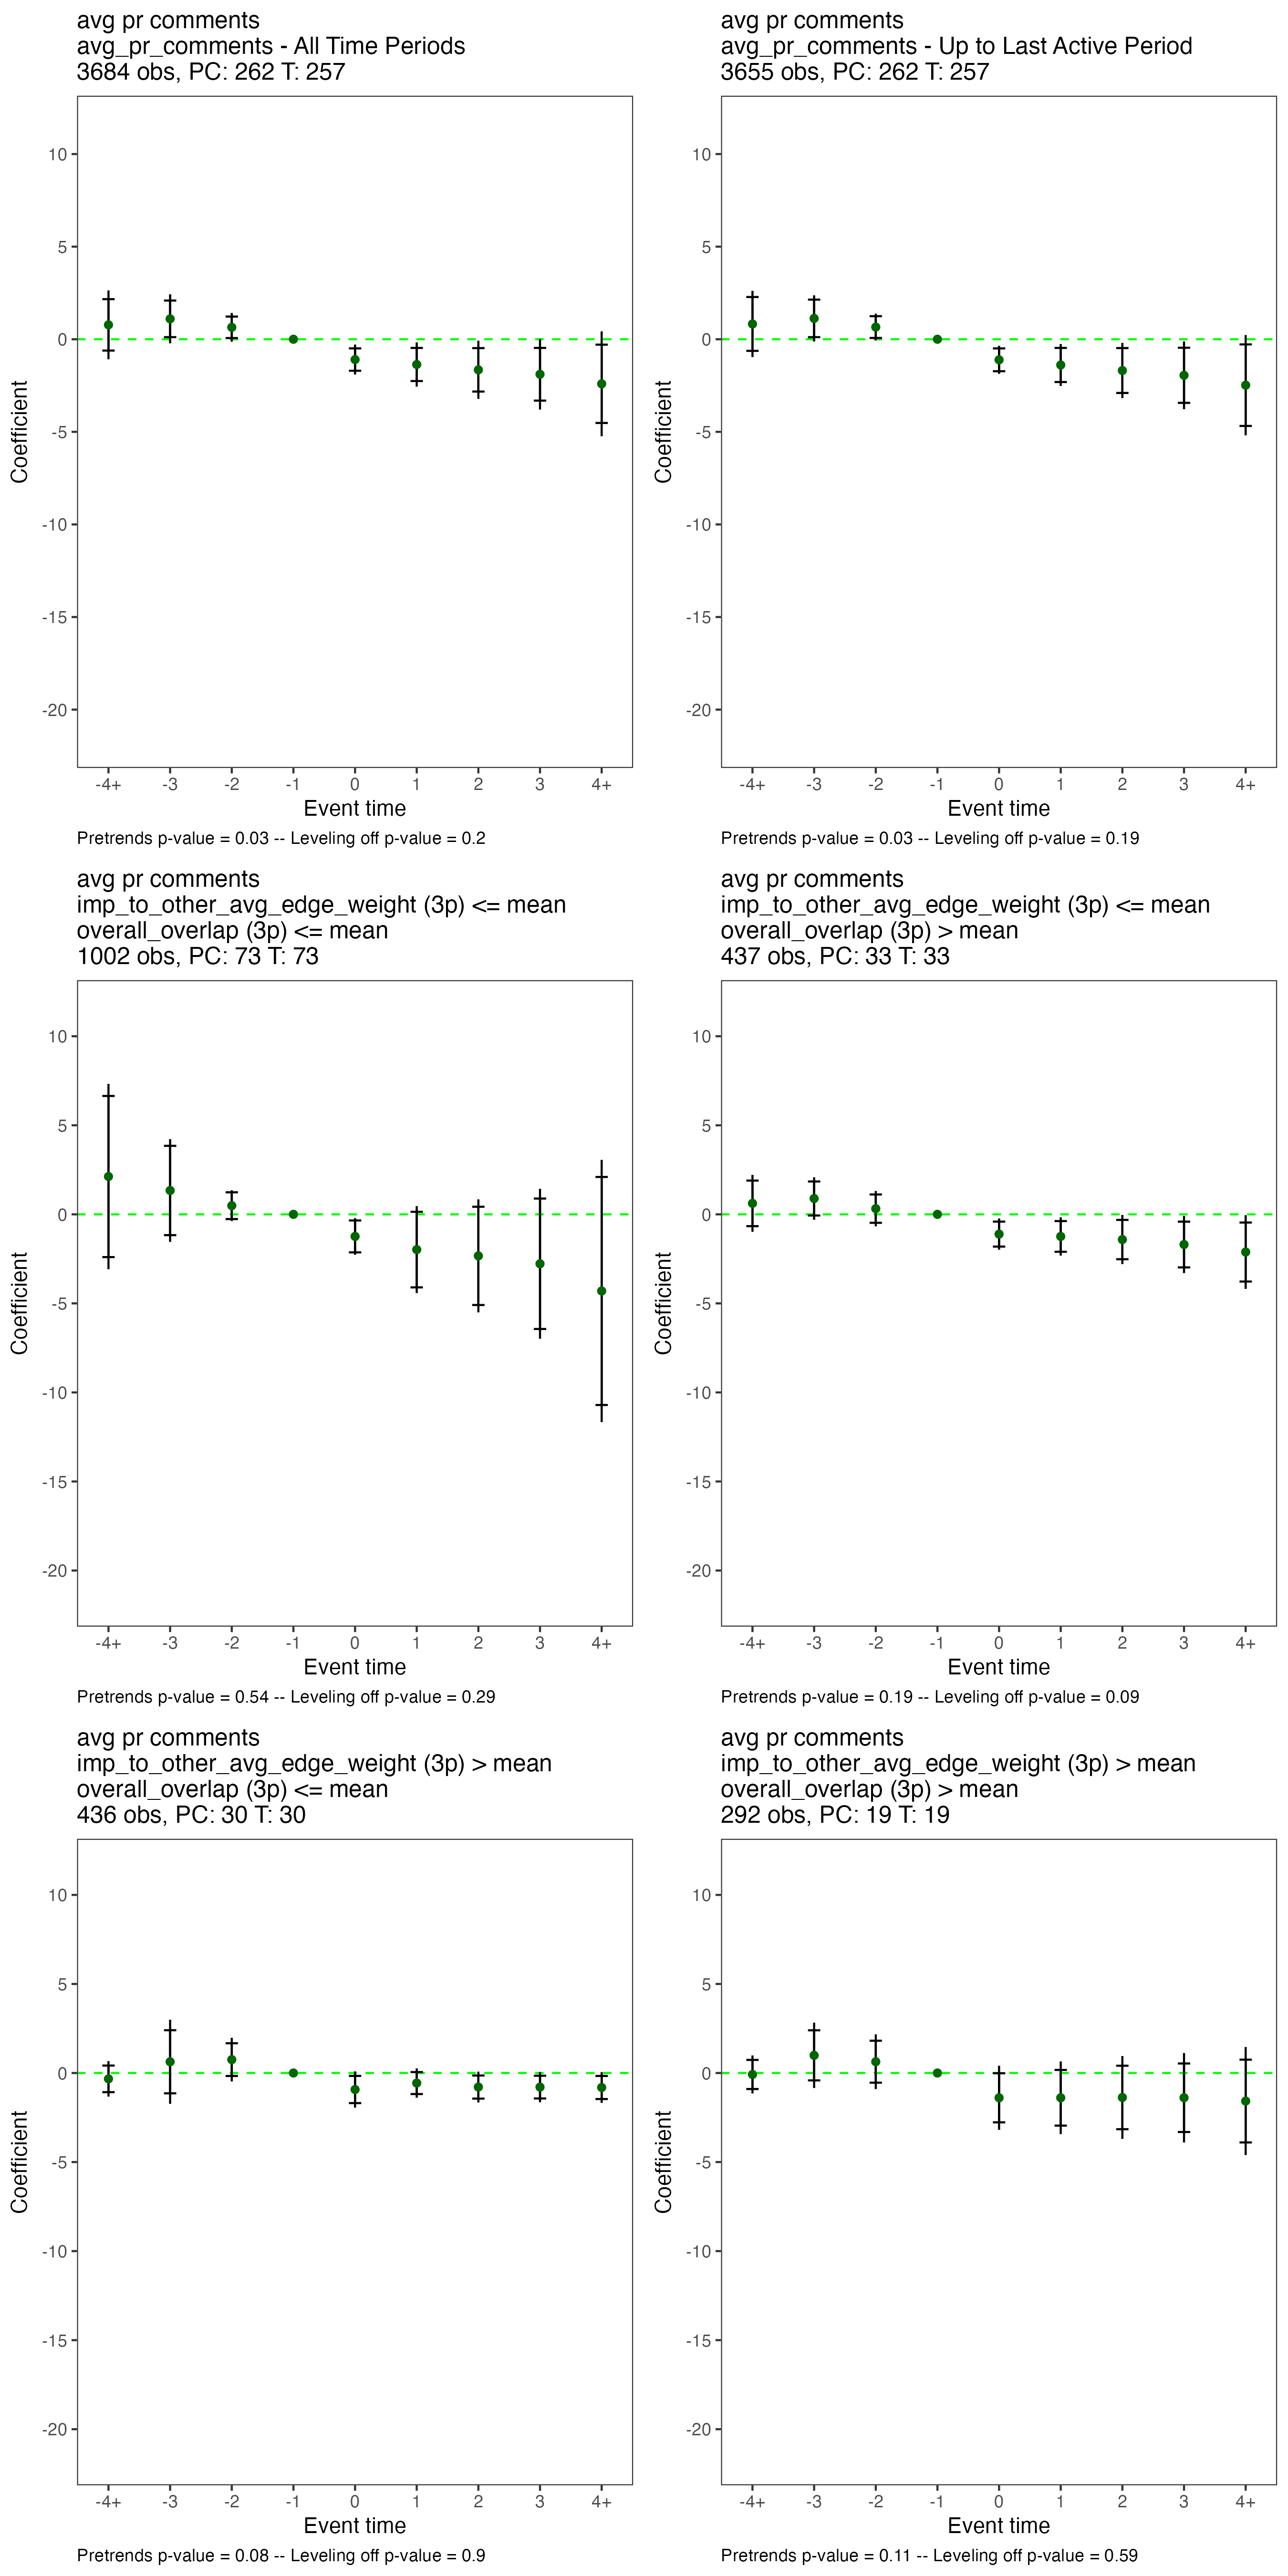 avg pr comments
avg_pr_comments - All Time Periods
3684 obs, PC: 262 T: 257
10
5
0
-5
-10
-15
-20
Coefficient
-4+ -3 -2 -1 0 1 2 3 4+
Event time
Pretrends p-value = 0.03 -- Leveling off p-value = 0.2
avg pr comments
avg_pr_comments - Up to Last Active Period
3655 obs, PC: 262 T: 257
10
5
0
-5
-10
-15
-20
Coefficient
-4+ -3 -2 -1 0 1 2 3 4+
Event time
Pretrends p-value = 0.03 -- Leveling off p-value = 0.19
avg pr comments
imp_to_other_avg_edge_weight (3p) <= mean
overall_overlap (3p) <= mean
1002 obs, PC: 73 T: 73
10
5
0
-5
-10
-15
-20
Coefficient
-4+ -3 -2 -1 0 1 2 3 4+
Event time
Pretrends p-value = 0.54 -- Leveling off p-value = 0.29
avg pr comments
imp_to_other_avg_edge_weight (3p) <= mean
overall_overlap (3p) > mean
437 obs, PC: 33 T: 33
10
5
0
-5
-10
-15
-20
Coefficient
-4+ -3 -2 -1 0 1 2 3 4+
Event time
Pretrends p-value = 0.19 -- Leveling off p-value = 0.09
avg pr comments
imp_to_other_avg_edge_weight (3p) > mean
overall_overlap (3p) <= mean
436 obs, PC: 30 T: 30
10
5
0
-5
-10
-15
-20
Coefficient
-4+ -3 -2 -1 0 1 2 3 4+
Event time
Pretrends p-value = 0.08 -- Leveling off p-value = 0.9
avg pr comments
imp_to_other_avg_edge_weight (3p) > mean
overall_overlap (3p) > mean
292 obs, PC: 19 T: 19
10
5
0
-5
-10
-15
-20
Coefficient
-4+ -3 -2 -1 0 1 2 3 4+
Event time
Pretrends p-value = 0.11 -- Leveling off p-value = 0.59